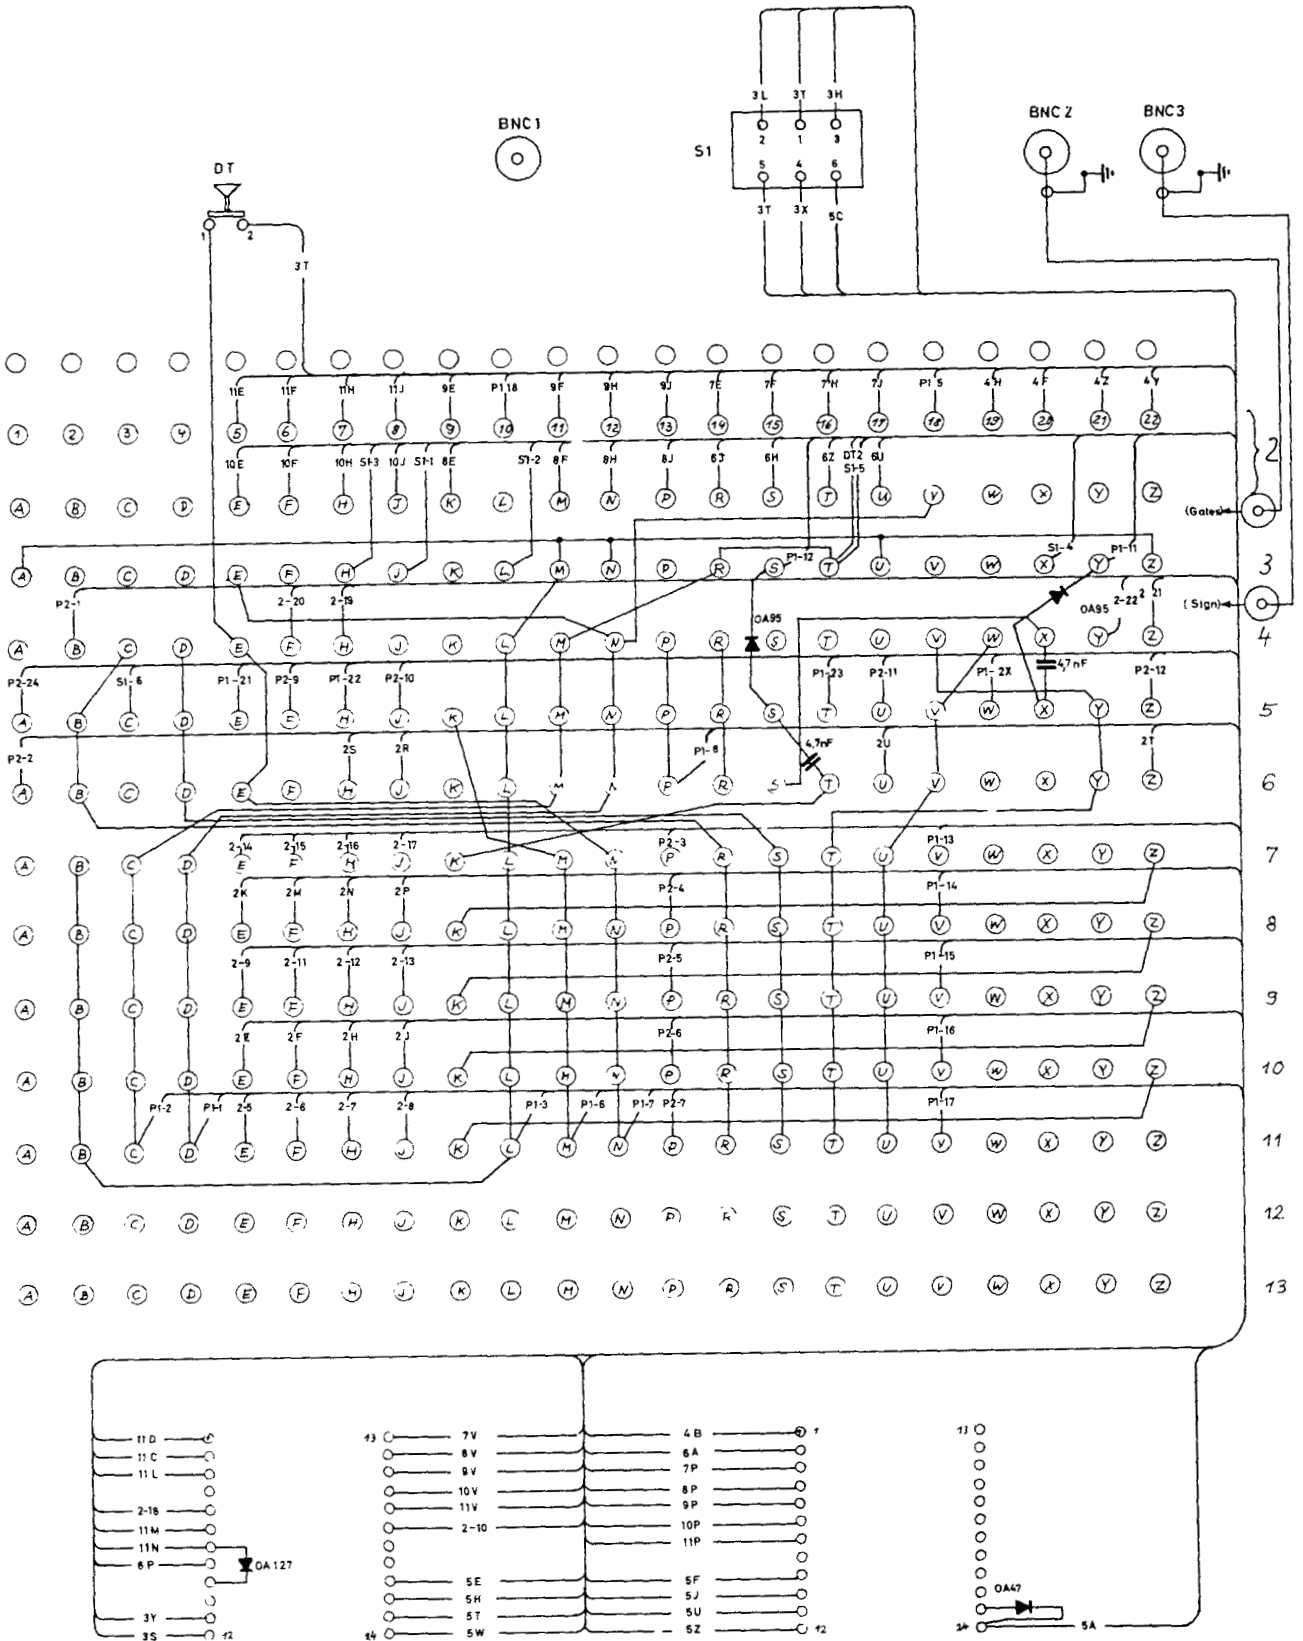 3L 3T 3H
BNC1
BNC2 BNC3
2 1 3
S1
5 4 6
3T 3X 5C
DT
1 2
3T
11E 11F 11H 11J 9E P1 18 9F 9H 9J 7E 7F 7H 7J P1-5 4H 4F 4Z 4Y
1 2 3 4 5 6 7 8 9 10 11 12 13 14 15 16 17 18 19 20 21 22
2
10E 10F 10H S1-3 10J S1-1 8E S1-2 8F 8H 8J 6J 6H 6Z DT2 6U
S1-5
A B C D E F H J K L M N P R S T U V W X Y Z
(Gates)
P1-12 S1-4 P1-11
A B C D E F H J K L M N P R S T U V W X Y Z 3
P2-1 2-20 2-19 OA95 OA95 2-22 2 21
(Sign)
A B C D E F H J K L M N P R S T U V W X Y Z 4
P2-24 S1-6 P1-21 P2-9 P1-22 P2-10 P1-23 P2-11 P1-2X 4,7nF P2-12
A B C D E F H J K L M N P R S T U V W X Y Z 5
P2-2 2S 2R P1-8 4,7nF 2U 2T
A B C D E F H J K L M N P R S T U V W X Y Z 6
2-14 2-15 2-16 2-17 P2-3 P1-13
A B C D E F H J K L M N P R S T U V W X Y Z 7
2K 2M 2N 2P P2-4 P1-14
A B C D E F H J K L M N P R S T U V W X Y Z 8
2-9 2-11 2-12 2-13 P2-5 P1-15
A B C D E F H J K L M N P R S T U V W X Y Z 9
2E 2F 2H 2J P2-6 P1-16
A B C D E F H J K L M N P R S T U V W X Y Z 10
P1-2 P1-1 2-5 2-6 2-7 2-8 P1-3 P1-6 P1-7 P2-7 P1-17
A B C D E F H J K L M N P R S T U V W X Y Z 11
A B C D E F H J K L M N P R S T U V W X Y Z 12
A B C D E F H J K L M N P R S T U V W X Y Z 13
11D 13 7V 4B 1 13
11C 8V 6A
11L 9V 7P
10V 8P
2-18 11V 9P
11M 2-10 10P
11N 11P
6P OA127
5E 5F
5H 5J OA47
3Y 5T 5U
3S 12 24 5W 5Z 12 24 5A